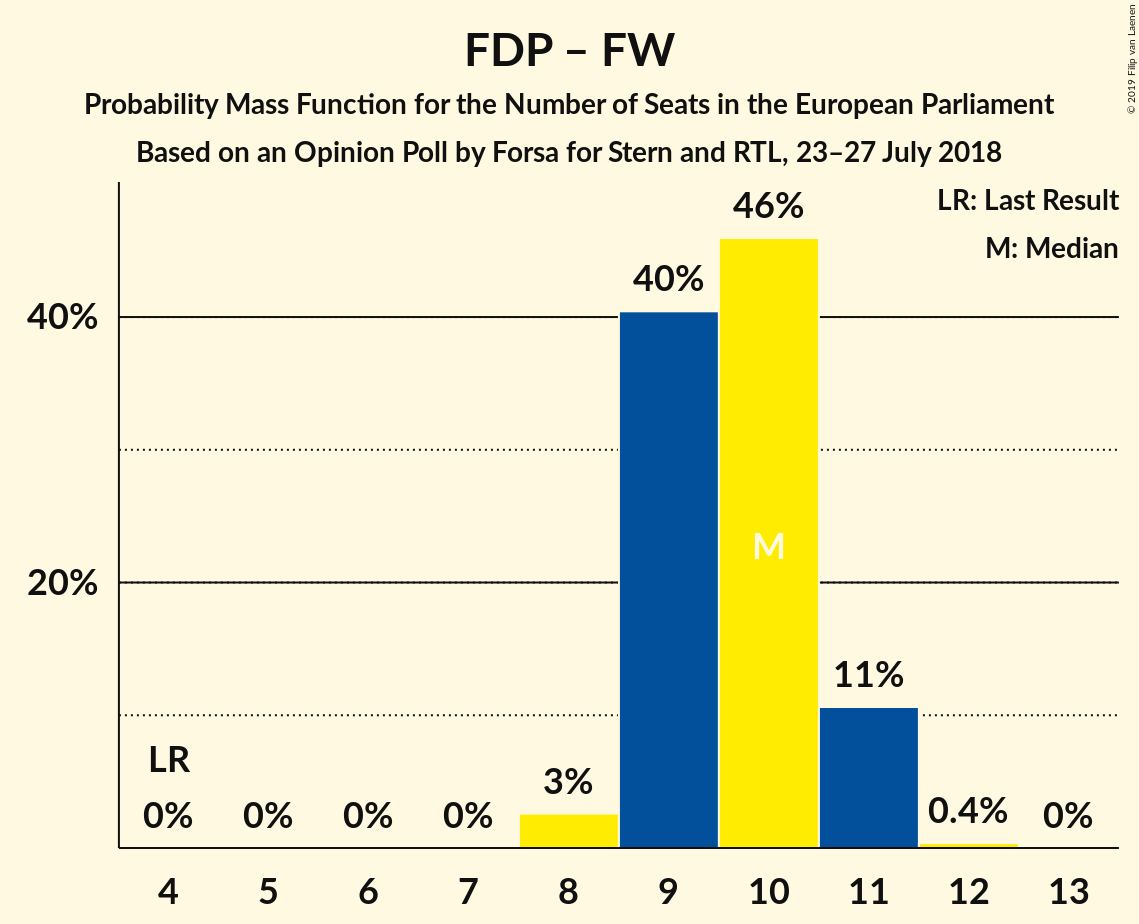 FDP – FW
Probability Mass Function for the Number of Seats in the European Parliament
Based on an Opinion Poll by Forsa for Stern and RTL, 23–27 July 2018
© 2019 Filip van Laenen
LR: Last Result
M: Median
46%
40%
40%
M
20%
11%
LR
3%
0% 0% 0% 0% 0.4% 0%
4 5 6 7 8 9 10 11 12 13